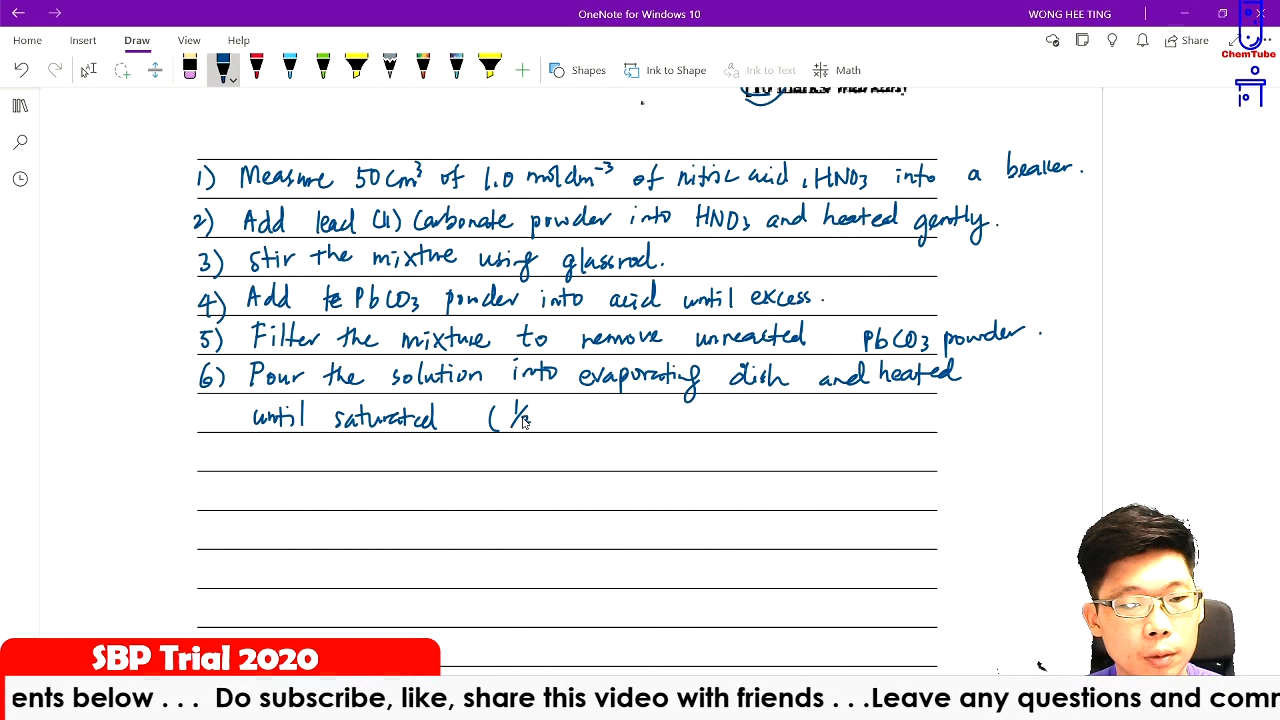 OneNote for Windows 10
WONG HEE TING
Home Insert Draw View Help
Share
ChemTube
Shapes Ink to Shape Ink to Text Math
1) Measure 50cm³ of 1.0 moldm⁻³ of nitric acid, HNO3 into a beaker.
2) Add lead (II) Carbonate powder into HNO3 and heated gently.
3) Stir the mixture using glassrod.
4) Add PbCO3 powder into acid until excess.
5) Filter the mixture to remove unreacted PbCO3 powder.
6) Pour the solution into evaporating dish and heated
until saturated (
SBP Trial 2020
ents below . . . Do subscribe, like, share this video with friends . . .Leave any questions and comm